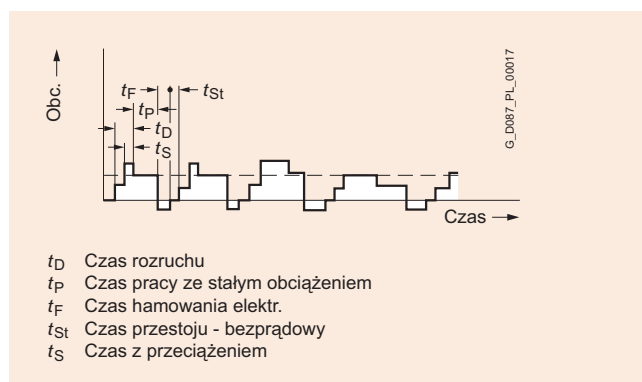 Obc.
G_D087_PL_00017
tF
tSt
tP
tD
tS
Czas
tD Czas rozruchu
tP Czas pracy ze stałym obciążeniem
tF Czas hamowania elektr.
tSt Czas przestoju - bezprądowy
tS Czas z przeciążeniem